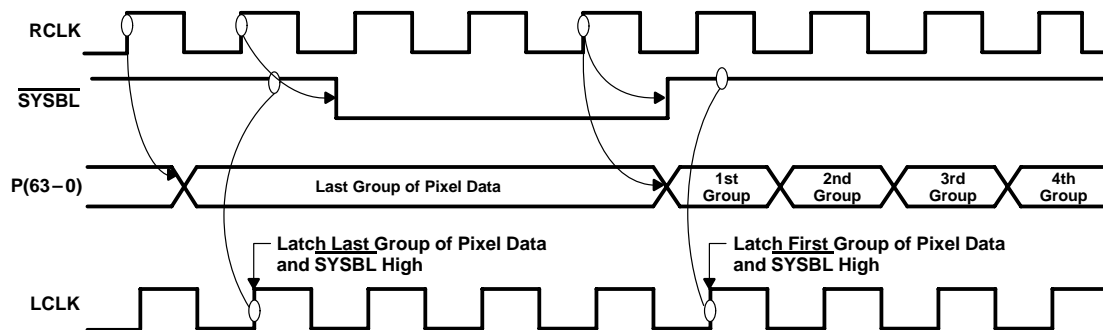 RCLK
SYSBL
P(63–0)
Last Group of Pixel Data
1st
Group
2nd
Group
3rd
Group
4th
Group
Latch Last Group of Pixel Data
and SYSBL High
Latch First Group of Pixel Data
and SYSBL High
LCLK